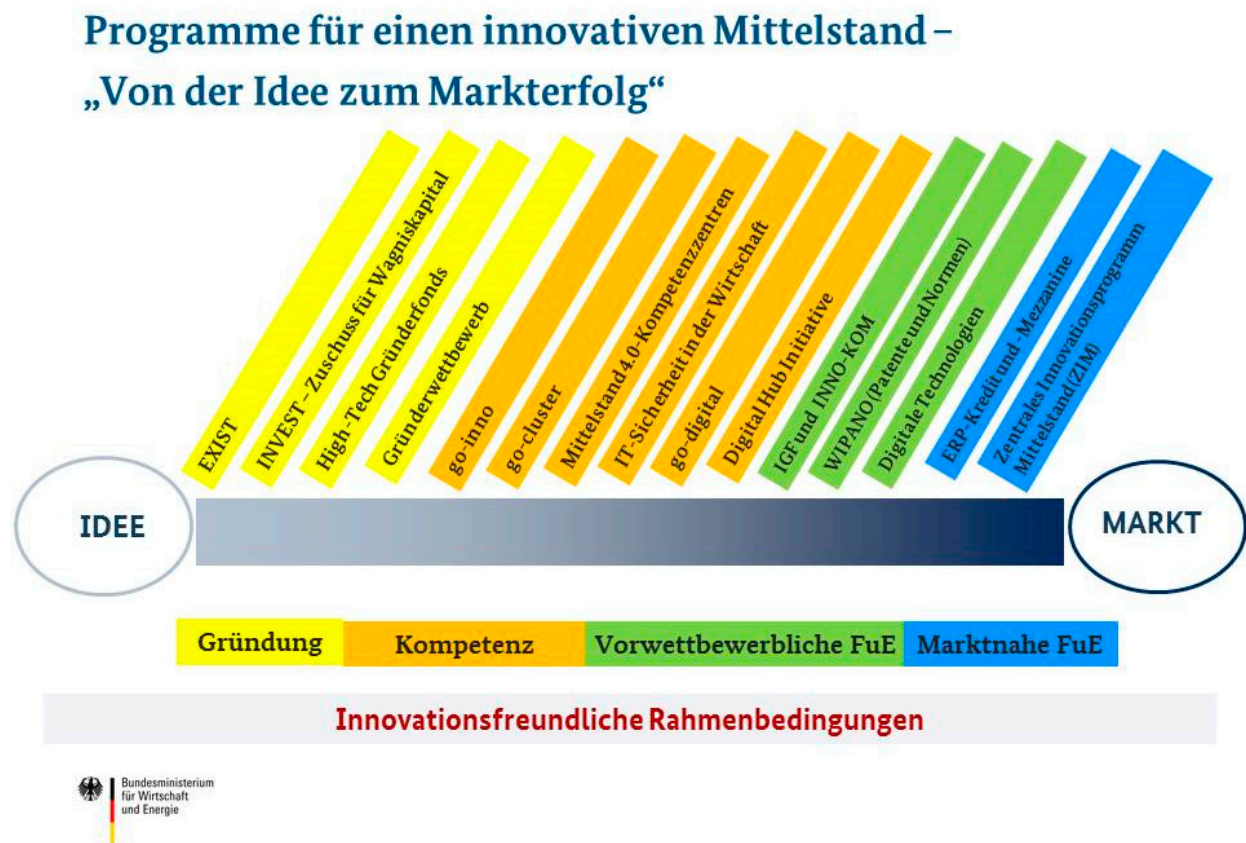 Programme für einen innovativen Mittelstand –
„Von der Idee zum Markterfolg“
EXIST
INVEST – Zuschuss für Wagniskapital
High-Tech Gründerfonds
Gründerwettbewerb
go-inno
go-cluster
Mittelstand 4.0-Kompetenzzentren
IT-Sicherheit in der Wirtschaft
go-digital
Digital Hub Initiative
IGF und INNO-KOM
WIPANO (Patente und Normen)
Digitale Technologien
ERP-Kredit und -Mezzanine
Zentrales Innovationsprogramm
Mittelstand (ZIM)
IDEE
MARKT
Gründung
Kompetenz
Vorwettbewerbliche FuE
Marktnahe FuE
Innovationsfreundliche Rahmenbedingungen
Bundesministerium
für Wirtschaft
und Energie